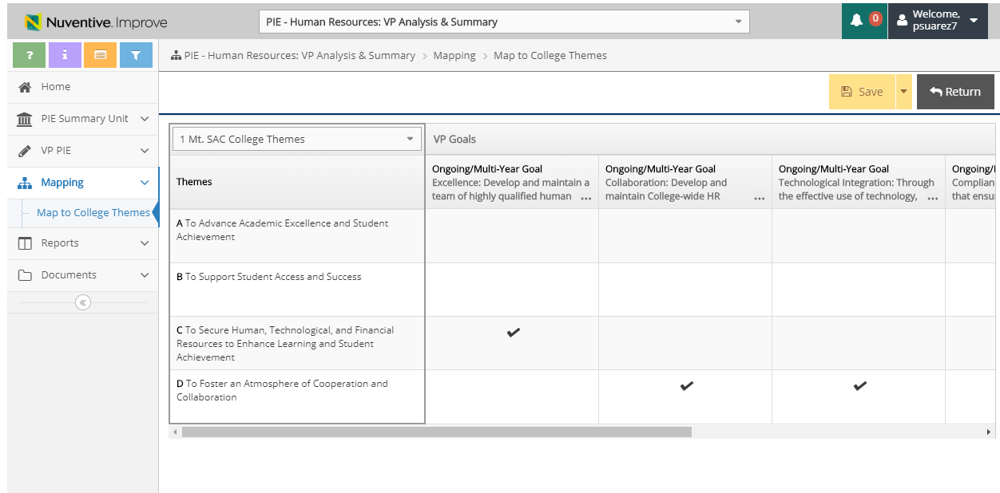 Nuventive. Improve
PIE - Human Resources: VP Analysis & Summary
0
Welcome,
psuarez7
?
i
PIE - Human Resources: VP Analysis & Summary > Mapping > Map to College Themes
Home
PIE Summary Unit
VP PIE
Mapping
Map to College Themes
Reports
Documents
Save
Return
1 Mt. SAC College Themes
VP Goals
Themes
Ongoing/Multi-Year Goal
Excellence: Develop and maintain a
team of highly qualified human ...
Ongoing/Multi-Year Goal
Collaboration: Develop and
maintain College-wide HR ...
Ongoing/Multi-Year Goal
Technological Integration: Through
the effective use of technology, ...
Ongoing/
Complian
that ensu
A To Advance Academic Excellence and Student
Achievement
B To Support Student Access and Success
C To Secure Human, Technological, and Financial
Resources to Enhance Learning and Student
Achievement
D To Foster an Atmosphere of Cooperation and
Collaboration